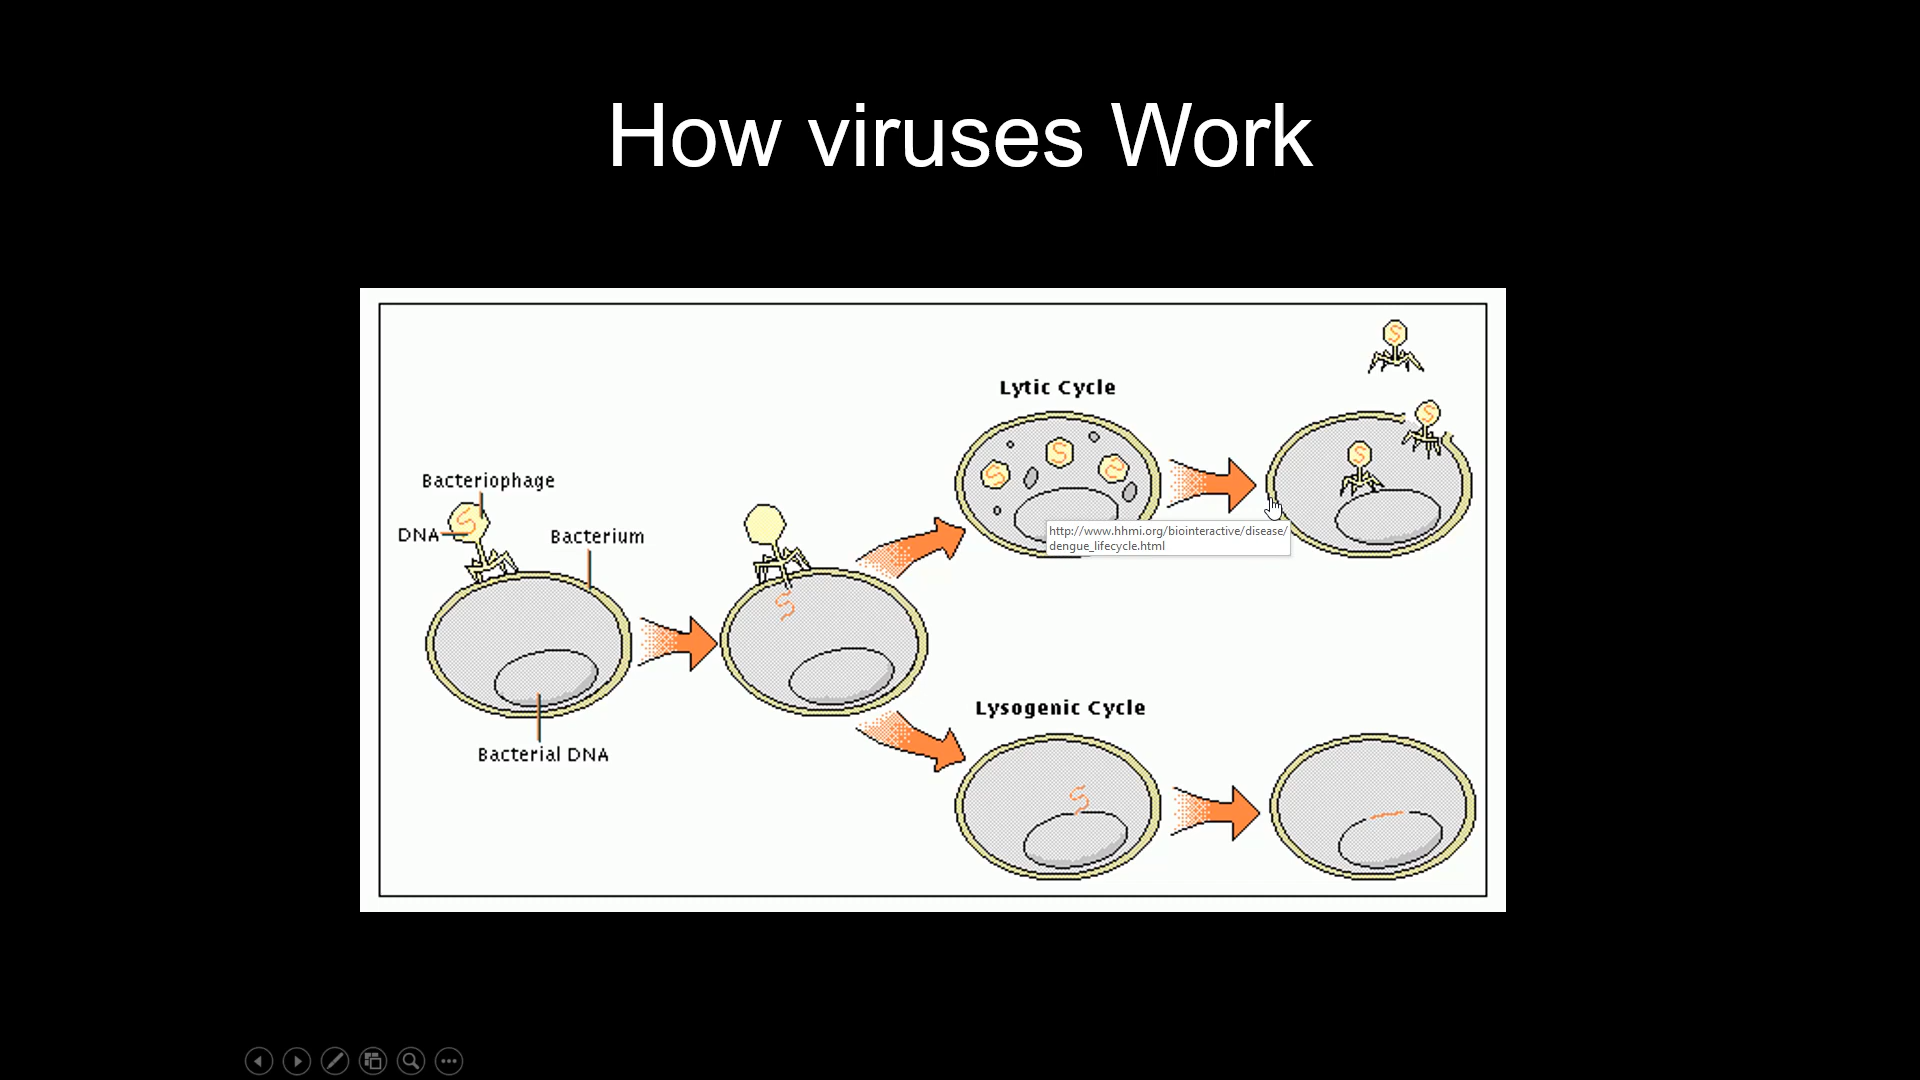 How viruses Work
Lytic Cycle
Bacteriophage
DNA
Bacterium
http://www.hhmi.org/biointeractive/disease/
dengue_lifecycle.html
Lysogenic Cycle
Bacterial DNA